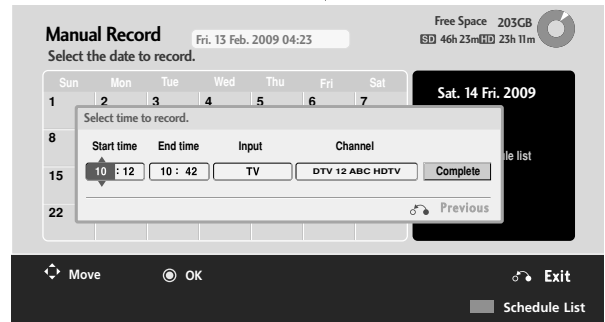 Manual Record
Fri. 13 Feb. 2009 04:23
Free Space 203GB
SD 46h 23m HD 23h 11m
Select the date to record.
Sun Mon Tue Wed Thu Fri Sat
1 2 3 4 5 6 7
Sat. 14 Fri. 2009
Select time to record.
8
le list
Start time End time Input Channel
10 : 12 10 : 42 TV DTV 12 ABC HDTV Complete
15
Previous
22
Move OK Exit
Schedule List